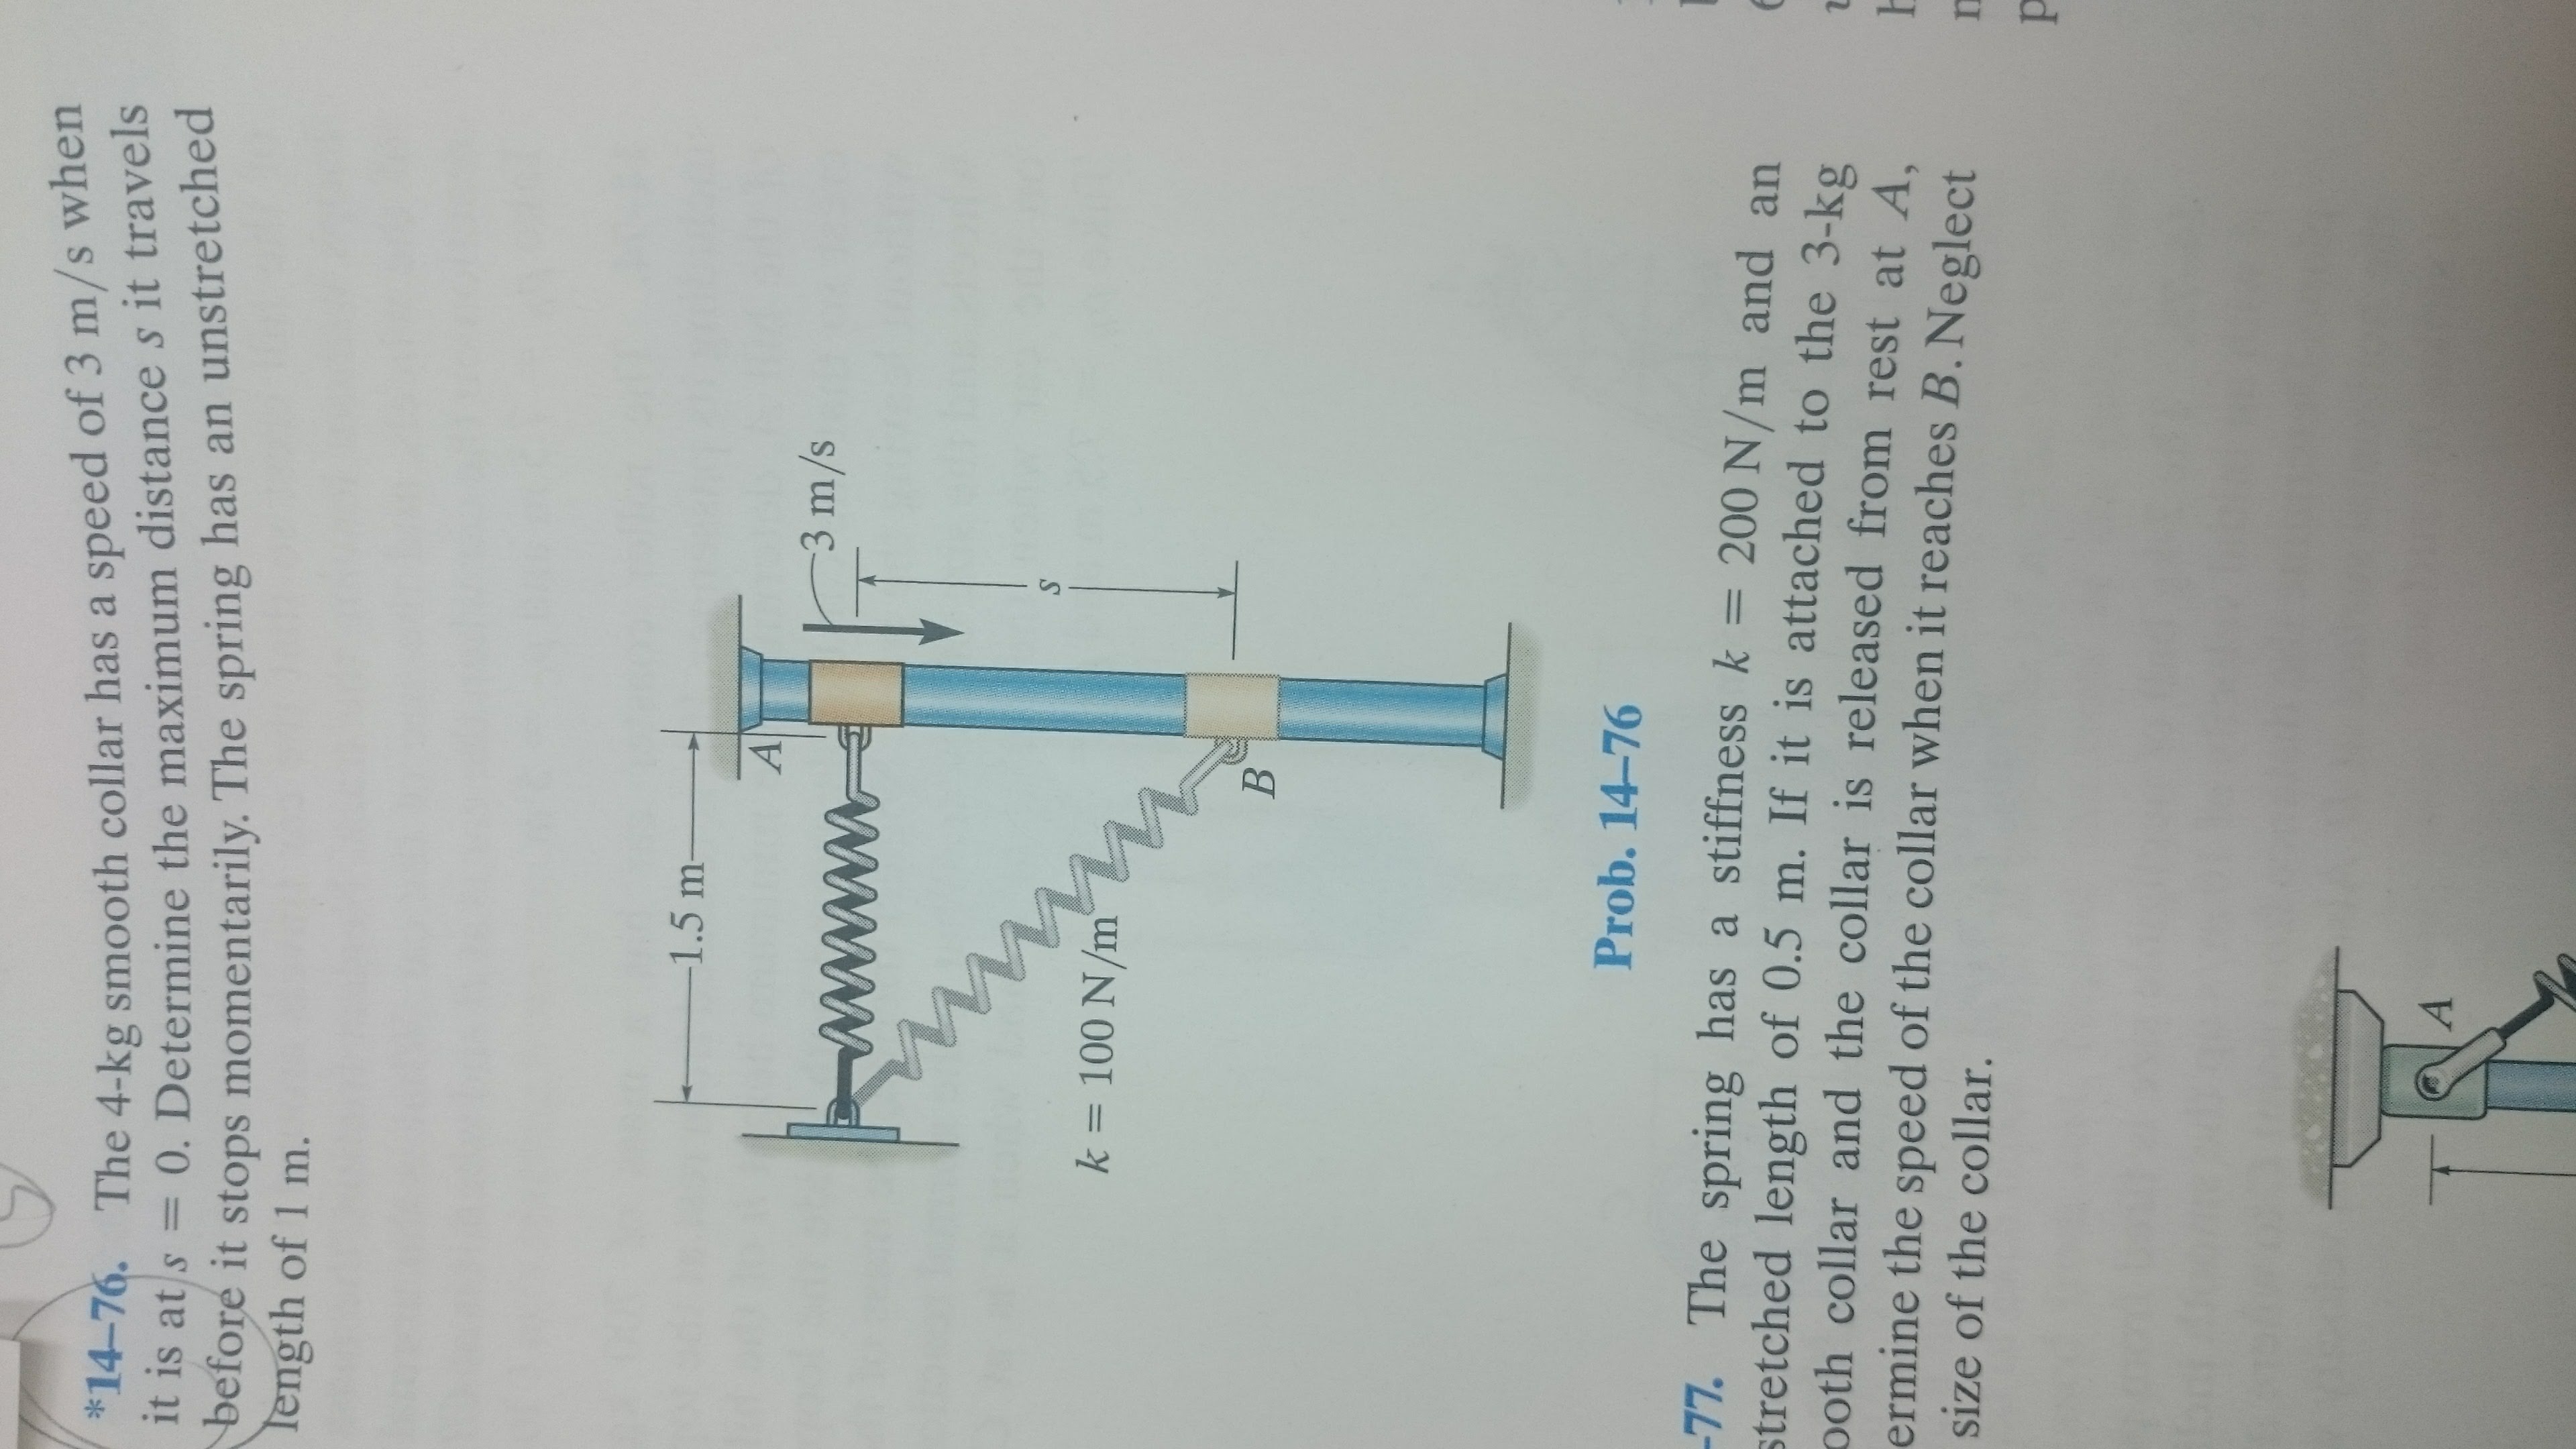 *14–76. The 4-kg smooth collar has a speed of 3 m/s when
it is at s = 0. Determine the maximum distance s it travels
before it stops momentarily. The spring has an unstretched
length of 1 m.
1.5 m
A
3 m/s
s
k = 100 N/m
B
Prob. 14–76
-77. The spring has a stiffness k = 200 N/m and an
stretched length of 0.5 m. If it is attached to the 3-kg
ooth collar and the collar is released from rest at A,
ermine the speed of the collar when it reaches B. Neglect
size of the collar.
A